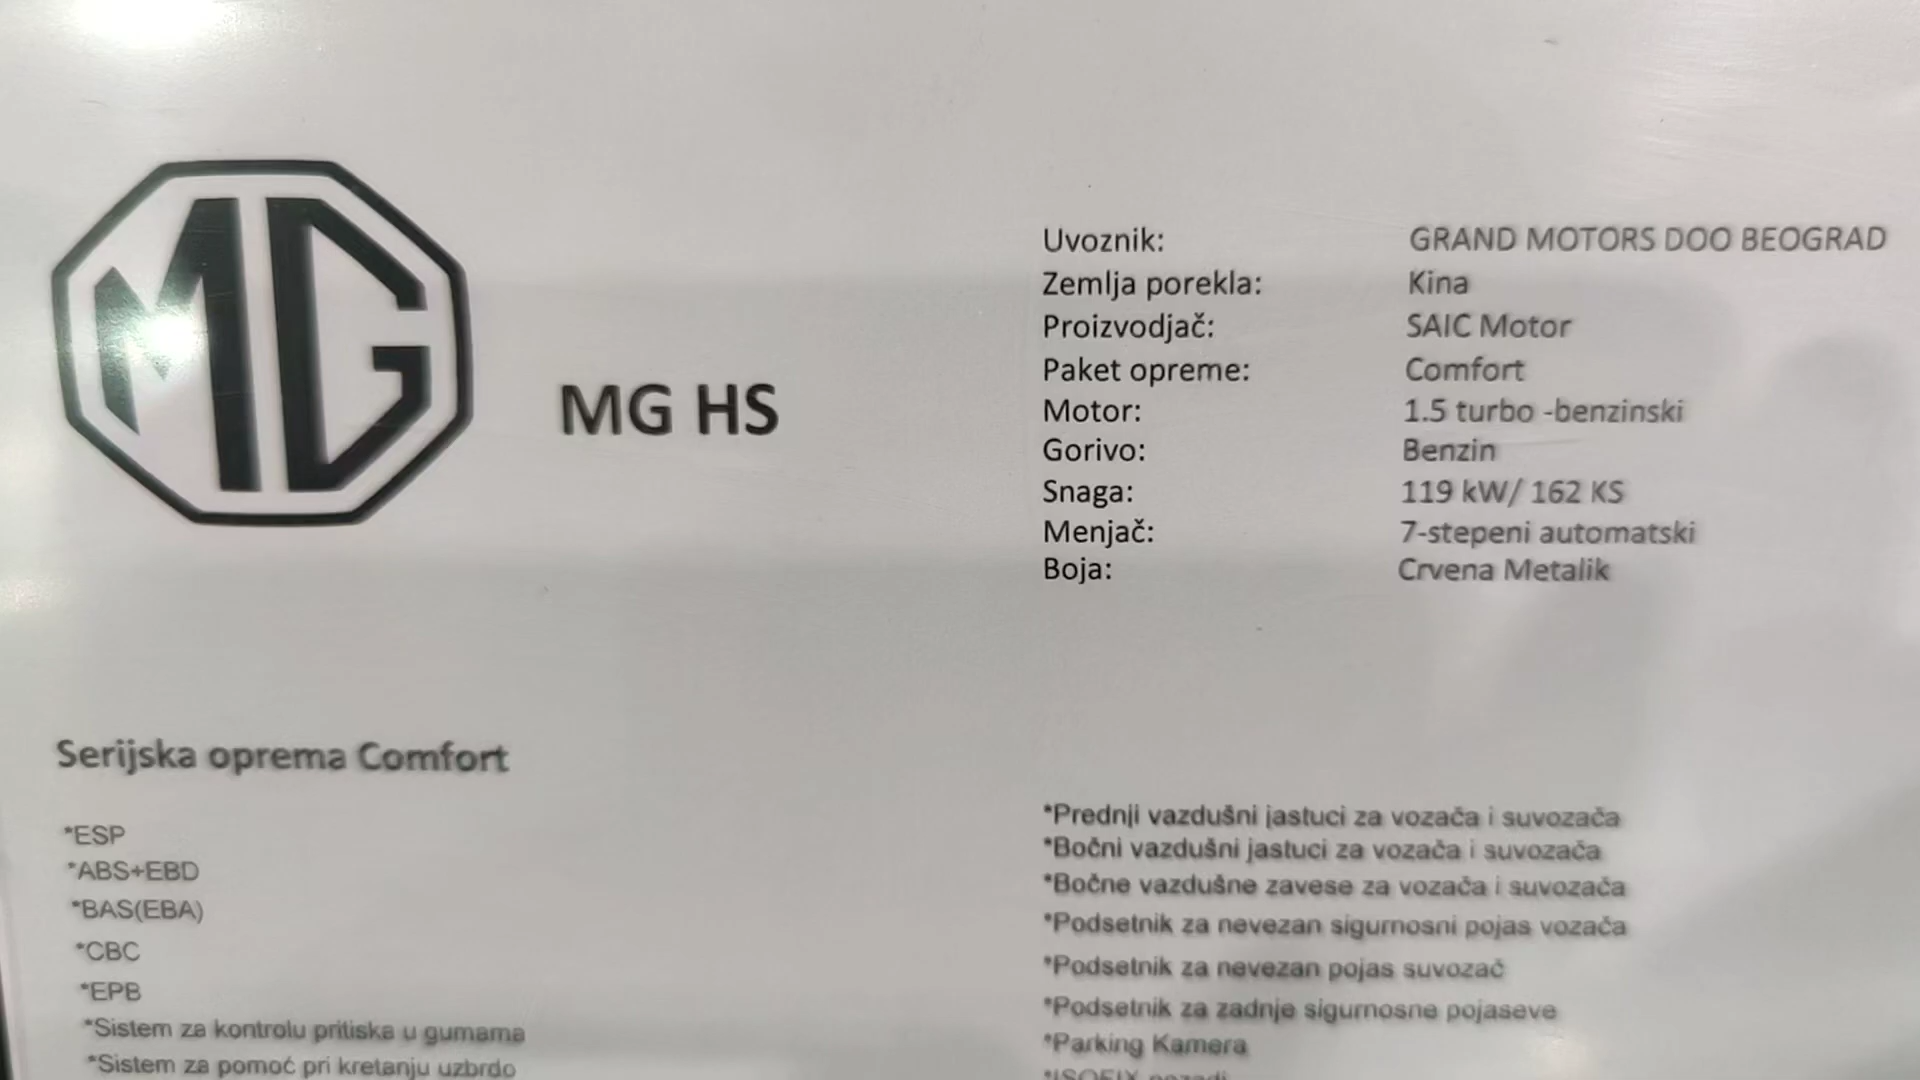 MG
MG HS
Uvoznik: GRAND MOTORS DOO BEOGRAD
Zemlja porekla: Kina
Proizvodjač: SAIC Motor
Paket opreme: Comfort
Motor: 1.5 turbo -benzinski
Gorivo: Benzin
Snaga: 119 kW/ 162 KS
Menjač: 7-stepeni automatski
Boja: Crvena Metalik
Serijska oprema Comfort
*ESP
*ABS+EBD
*BAS(EBA)
*CBC
*EPB
*Sistem za kontrolu pritiska u gumama
*Sistem za pomoć pri kretanju uzbrdo
*Prednji vazdušni jastuci za vozača i suvozača
*Bočni vazdušni jastuci za vozača i suvozača
*Bočne vazdušne zavese za vozača i suvozača
*Podsetnik za nevezan sigurnosni pojas vozača
*Podsetnik za nevezan pojas suvozač
*Podsetnik za zadnje sigurnosne pojaseve
*Parking Kamera
*ISOFIX pozadi